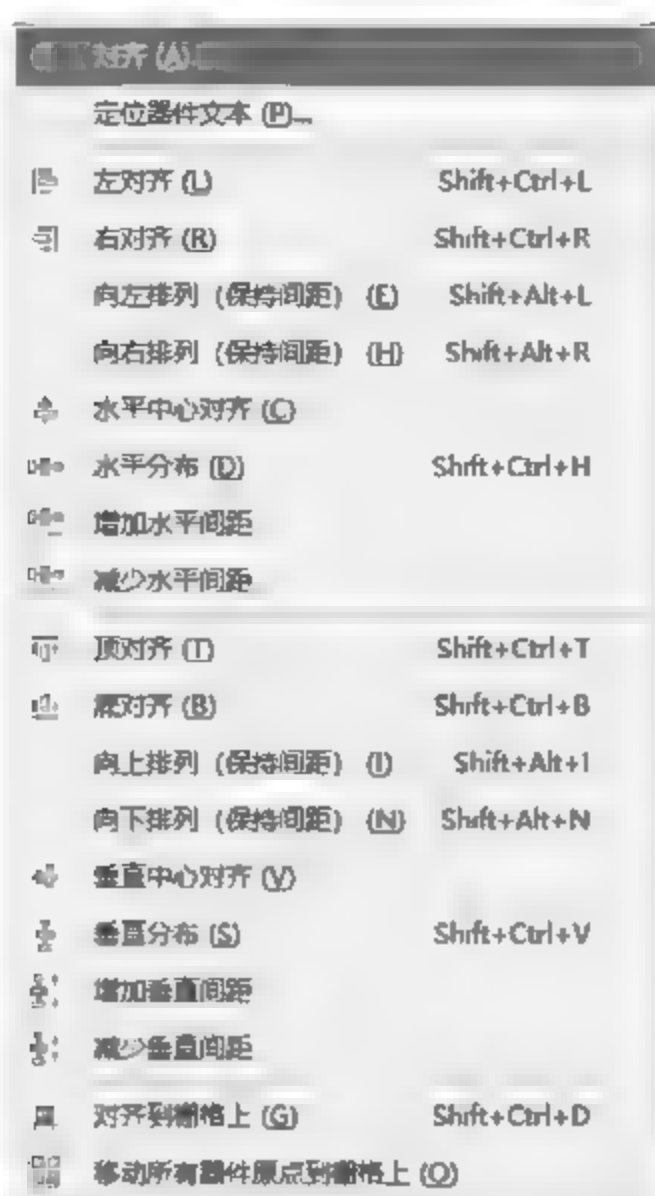 对齐 (A)...
定位器件文本 (P)...
左对齐 (L) Shift+Ctrl+L
右对齐 (R) Shift+Ctrl+R
向左排列 (保持间距) (E) Shift+Alt+L
向右排列 (保持间距) (H) Shift+Alt+R
水平中心对齐 (C)
水平分布 (D) Shift+Ctrl+H
增加水平间距
减少水平间距
顶对齐 (T) Shift+Ctrl+T
底对齐 (B) Shift+Ctrl+B
向上排列 (保持间距) (I) Shift+Alt+I
向下排列 (保持间距) (N) Shift+Alt+N
垂直中心对齐 (V)
垂直分布 (S) Shift+Ctrl+V
增加垂直间距
减少垂直间距
对齐到栅格上 (G) Shift+Ctrl+D
移动所有器件原点到栅格上 (O)